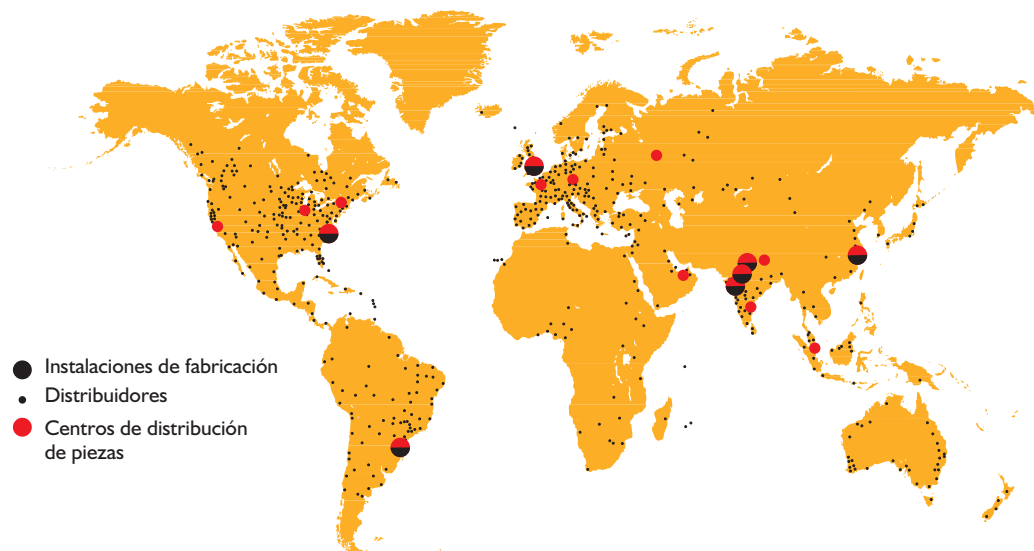 Instalaciones de fabricación
Distribuidores
Centros de distribución
de piezas